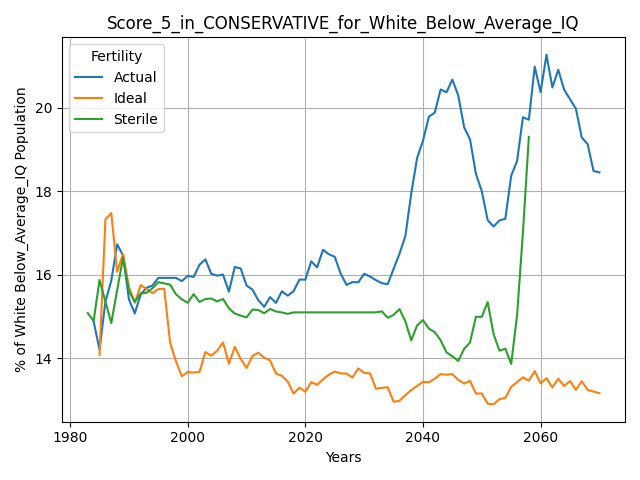 Score_5_in_CONSERVATIVE_for_White_Below_Average_IQ
% of White Below_Average_IQ Population
20
18
16
14
Fertility
Actual
Ideal
Sterile
1980
2000
2020
2040
2060
Years